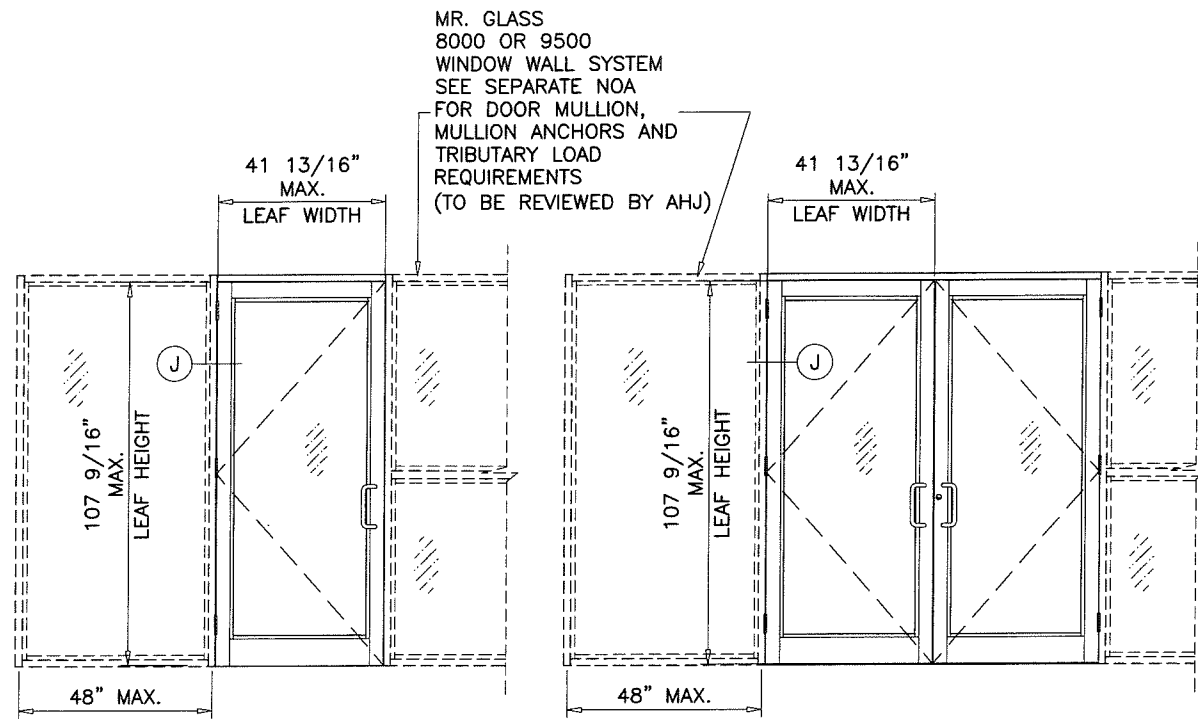 MR. GLASS
8000 OR 9500
WINDOW WALL SYSTEM
SEE SEPARATE NOA
FOR DOOR MULLION,
MULLION ANCHORS AND
TRIBUTARY LOAD
REQUIREMENTS
(TO BE REVIEWED BY AHJ)
41 13/16"
MAX.
LEAF WIDTH
41 13/16"
MAX.
LEAF WIDTH
J
107 9/16"
MAX.
LEAF HEIGHT
48" MAX.
J
107 9/16"
MAX.
LEAF HEIGHT
48" MAX.